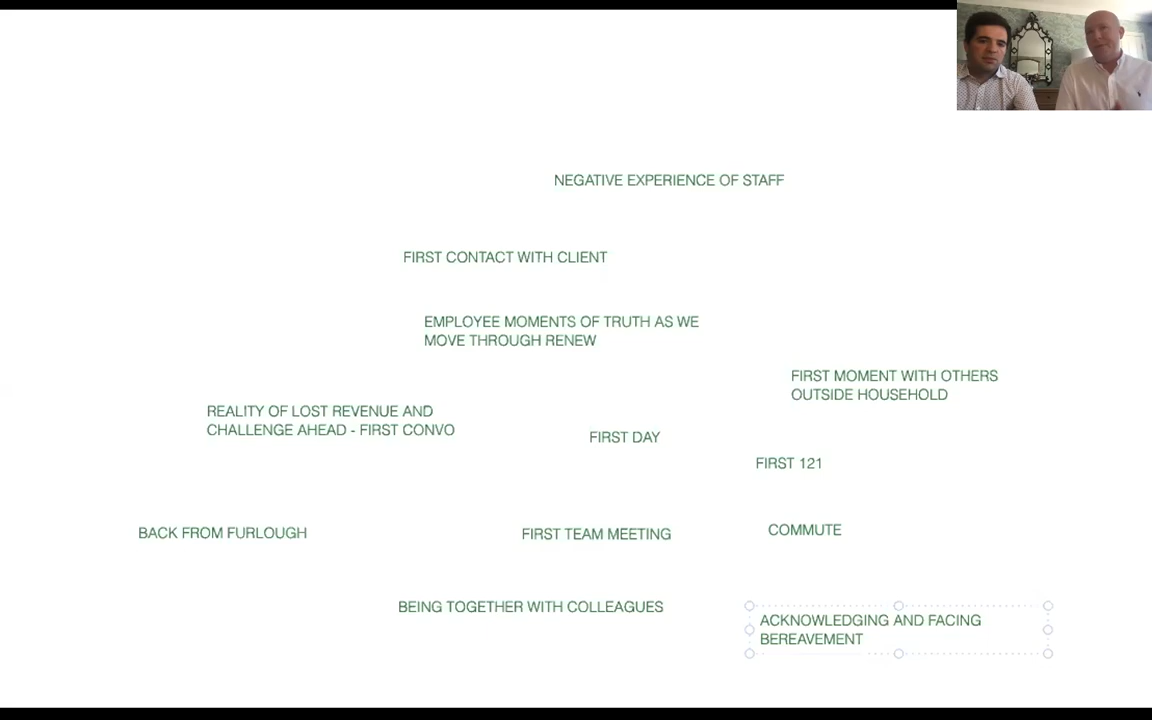 NEGATIVE EXPERIENCE OF STAFF
FIRST CONTACT WITH CLIENT
EMPLOYEE MOMENTS OF TRUTH AS WE
MOVE THROUGH RENEW
FIRST MOMENT WITH OTHERS
OUTSIDE HOUSEHOLD
REALITY OF LOST REVENUE AND
CHALLENGE AHEAD - FIRST CONVO
FIRST DAY
FIRST 121
BACK FROM FURLOUGH
FIRST TEAM MEETING
COMMUTE
BEING TOGETHER WITH COLLEAGUES
ACKNOWLEDGING AND FACING
BEREAVEMENT